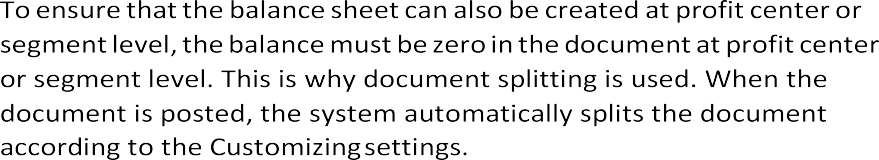 To ensure that the balance sheet can also be created at profit center or
segment level, the balance must be zero in the document at profit center
or segment level. This is why document splitting is used. When the
document is posted, the system automatically splits the document
according to the Customizing settings.